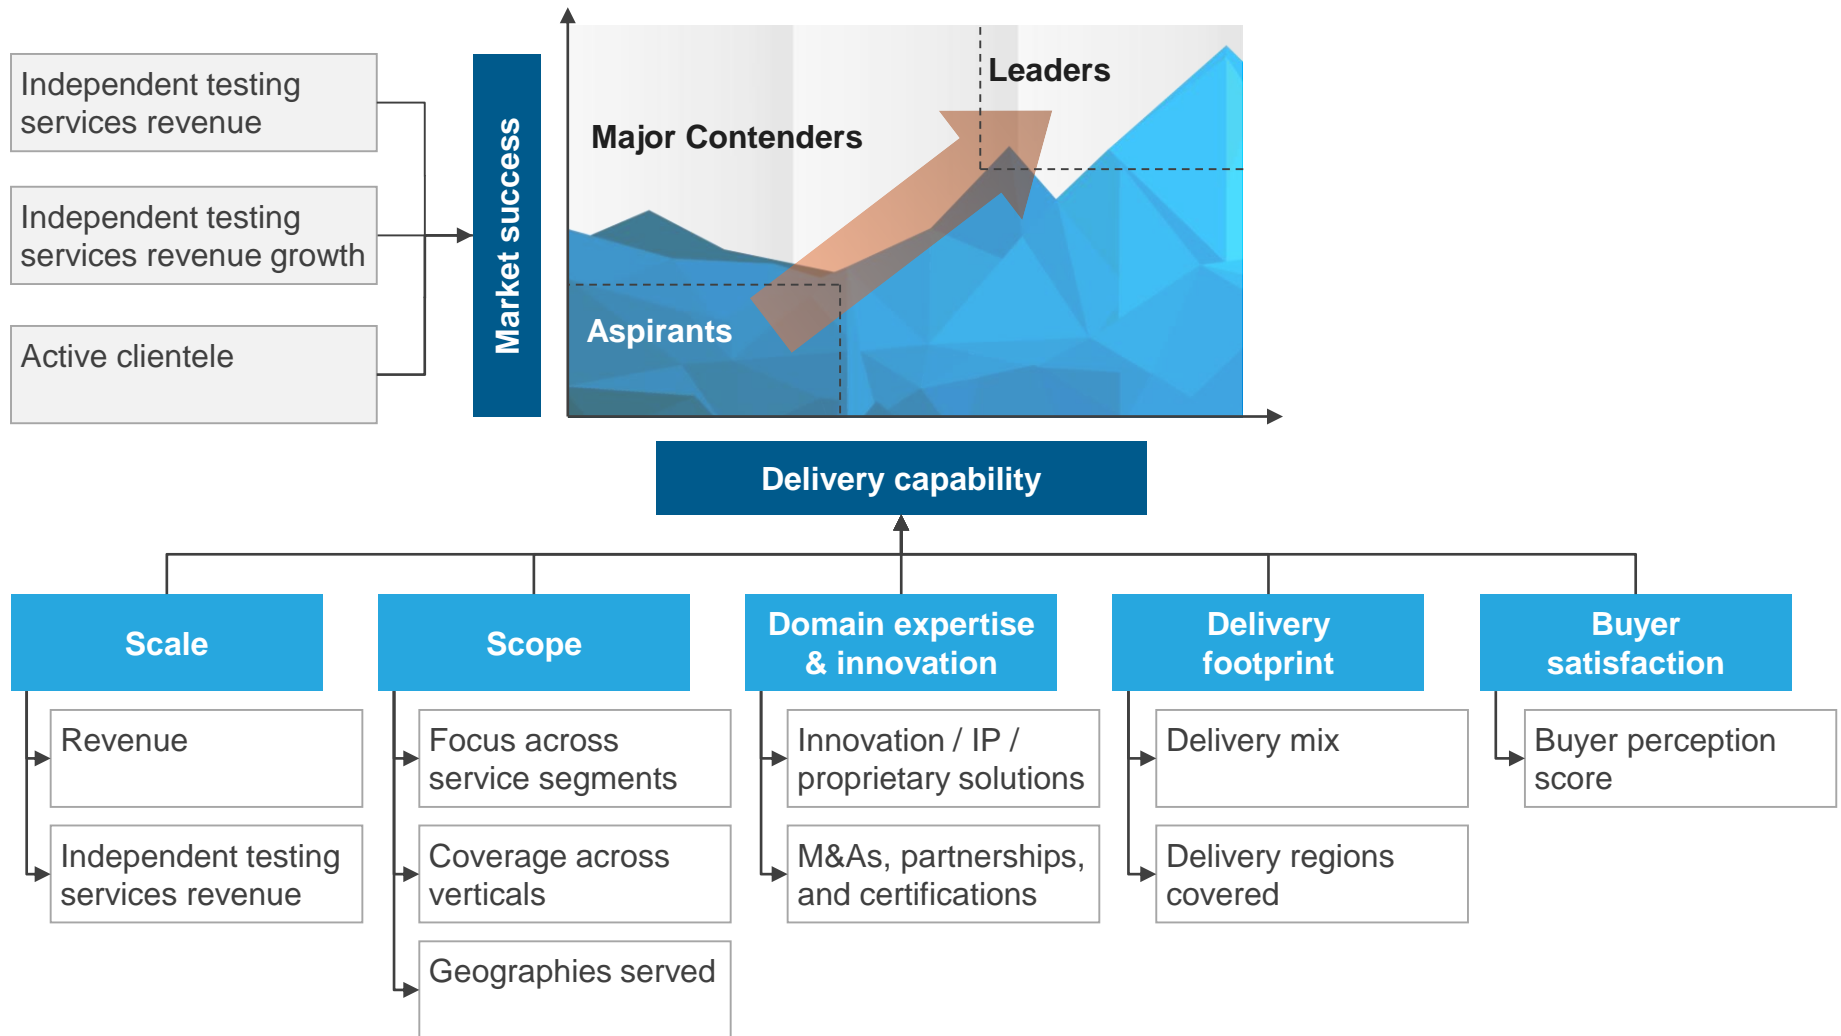 Independent testing
services revenue
Independent testing
services revenue growth
Active clientele
Market success
Leaders
Major Contenders
Aspirants
Delivery capability
Scale
Revenue
Independent testing
services revenue
Scope
Focus across
service segments
Coverage across
verticals
Geographies served
Domain expertise
& innovation
Innovation / IP /
proprietary solutions
M&As, partnerships,
and certifications
Delivery
footprint
Delivery mix
Delivery regions
covered
Buyer
satisfaction
Buyer perception
score